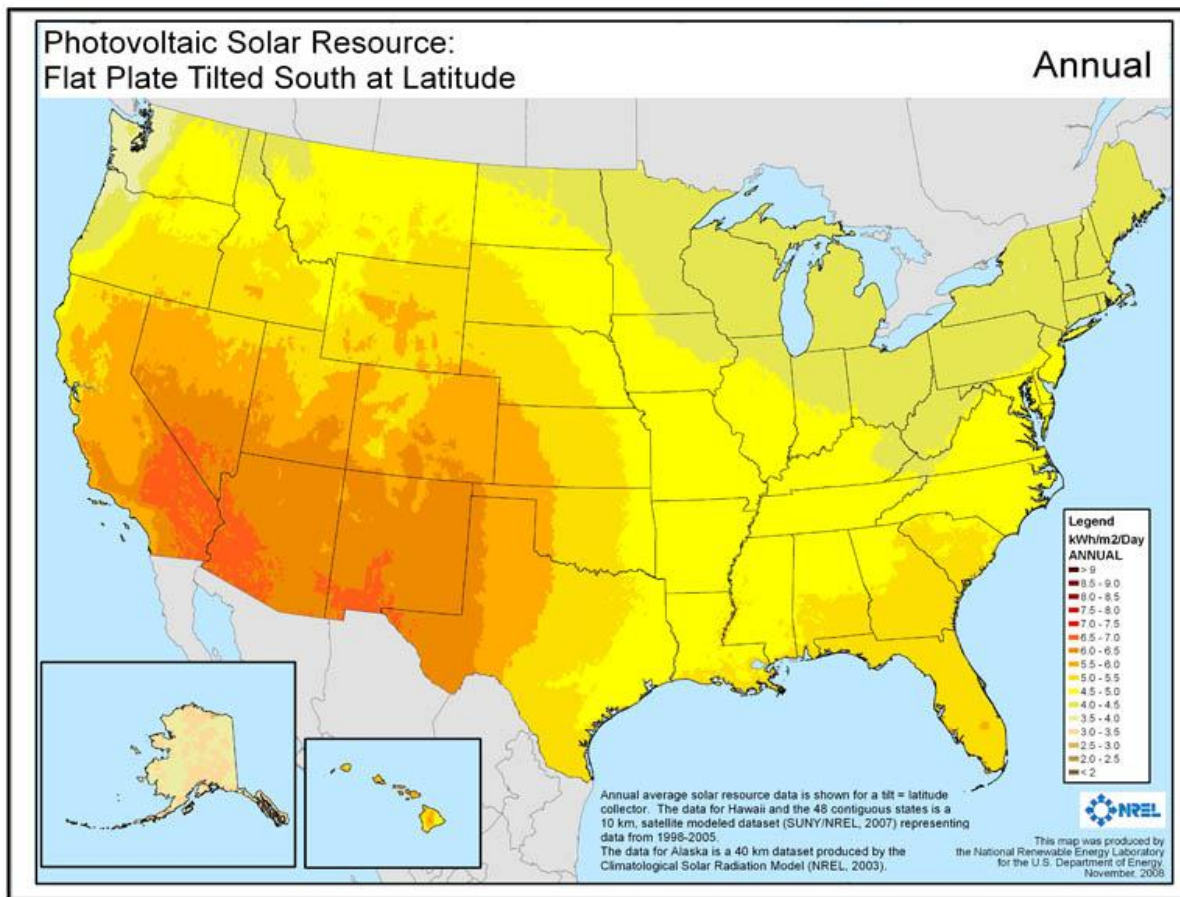 Photovoltaic Solar Resource:
Flat Plate Tilted South at Latitude
Annual
Legend
kWh/m2/Day
ANNUAL
> 9
8.5 - 9.0
8.0 - 8.5
7.5 - 8.0
7.0 - 7.5
6.5 - 7.0
6.0 - 6.5
5.5 - 6.0
5.0 - 5.5
4.5 - 5.0
4.0 - 4.5
3.5 - 4.0
3.0 - 3.5
2.5 - 3.0
2.0 - 2.5
< 2
Annual average solar resource data is shown for a tilt = latitude
collector. The data for Hawaii and the 48 contiguous states is a
10 km, satellite modeled dataset (SUNY/NREL, 2007) representing
data from 1998-2005.
The data for Alaska is a 40 km dataset produced by the
Climatological Solar Radiation Model (NREL, 2003).
NREL
This map was produced by
the National Renewable Energy Laboratory
for the U.S. Department of Energy.
November, 2008